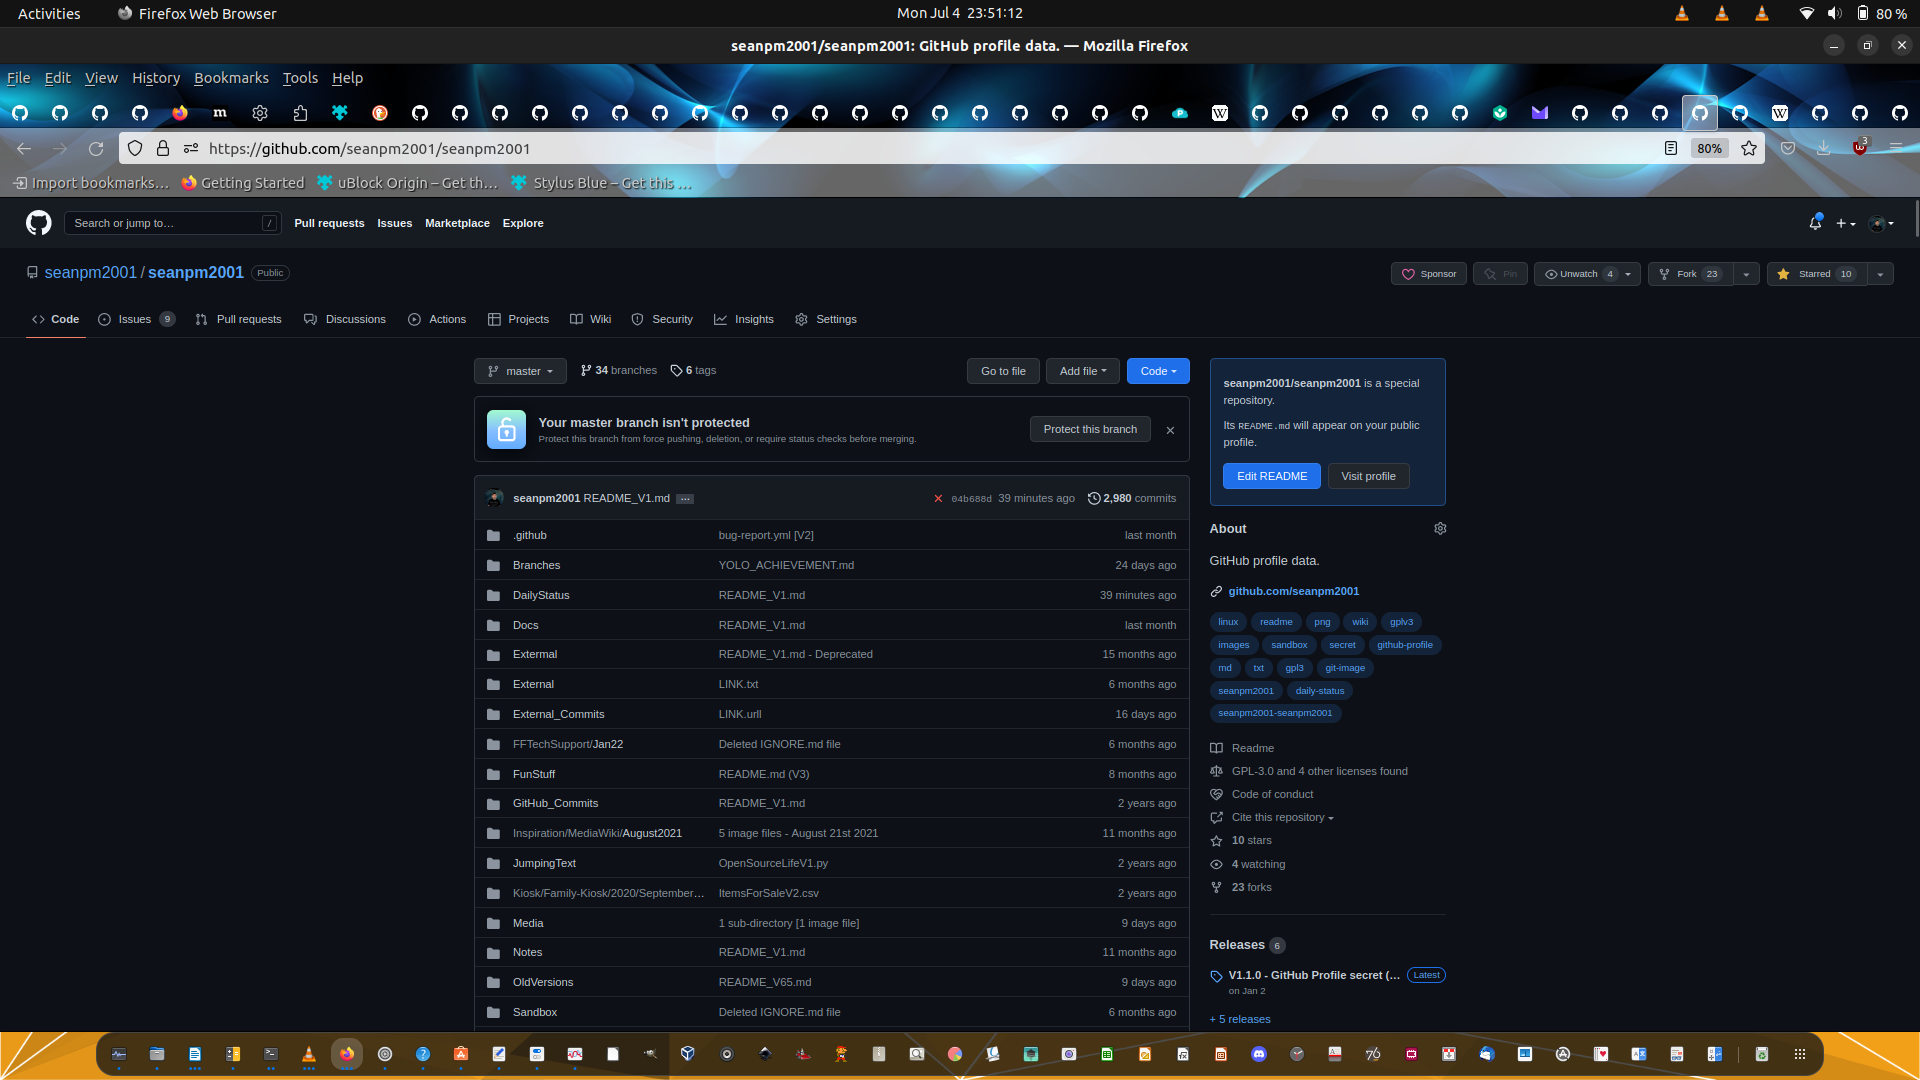 Activities Firefox Web Browser Mon Jul 4 23:51:12 80 %
seanpm2001/seanpm2001: GitHub profile data. — Mozilla Firefox
File Edit View History Bookmarks Tools Help
https://github.com/seanpm2001/seanpm2001 80% 3
Import bookmarks… Getting Started uBlock Origin – Get th… Stylus Blue – Get this …
Search or jump to… / Pull requests Issues Marketplace Explore
seanpm2001 / seanpm2001 Public Sponsor Pin Unwatch 4 Fork 23 Starred 10
Code Issues 9 Pull requests Discussions Actions Projects Wiki Security Insights Settings
master 34 branches 6 tags Go to file Add file Code
Your master branch isn't protected
Protect this branch from force pushing, deletion, or require status checks before merging.
Protect this branch
seanpm2001 README_V1.md ... 04b688d 39 minutes ago 2,980 commits
.github bug-report.yml [V2] last month
Branches YOLO_ACHIEVEMENT.md 24 days ago
DailyStatus README_V1.md 39 minutes ago
Docs README_V1.md last month
Extermal README_V1.md - Deprecated 15 months ago
External LINK.txt 6 months ago
External_Commits LINK.urll 16 days ago
FFTechSupport/Jan22 Deleted IGNORE.md file 6 months ago
FunStuff README.md (V3) 8 months ago
GitHub_Commits README_V1.md 2 years ago
Inspiration/MediaWiki/August2021 5 image files - August 21st 2021 11 months ago
JumpingText OpenSourceLifeV1.py 2 years ago
Kiosk/Family-Kiosk/2020/September… ItemsForSaleV2.csv 2 years ago
Media 1 sub-directory [1 image file] 9 days ago
Notes README_V1.md 11 months ago
OldVersions README_V65.md 9 days ago
Sandbox Deleted IGNORE.md file 6 months ago
seanpm2001/seanpm2001 is a special
repository.
Its README.md will appear on your public
profile.
Edit README Visit profile
About
GitHub profile data.
github.com/seanpm2001
linux readme png wiki gplv3
images sandbox secret github-profile
md txt gpl3 git-image
seanpm2001 daily-status
seanpm2001-seanpm2001
Readme
GPL-3.0 and 4 other licenses found
Code of conduct
Cite this repository
10 stars
4 watching
23 forks
Releases 6
V1.1.0 - GitHub Profile secret (… Latest
on Jan 2
+ 5 releases